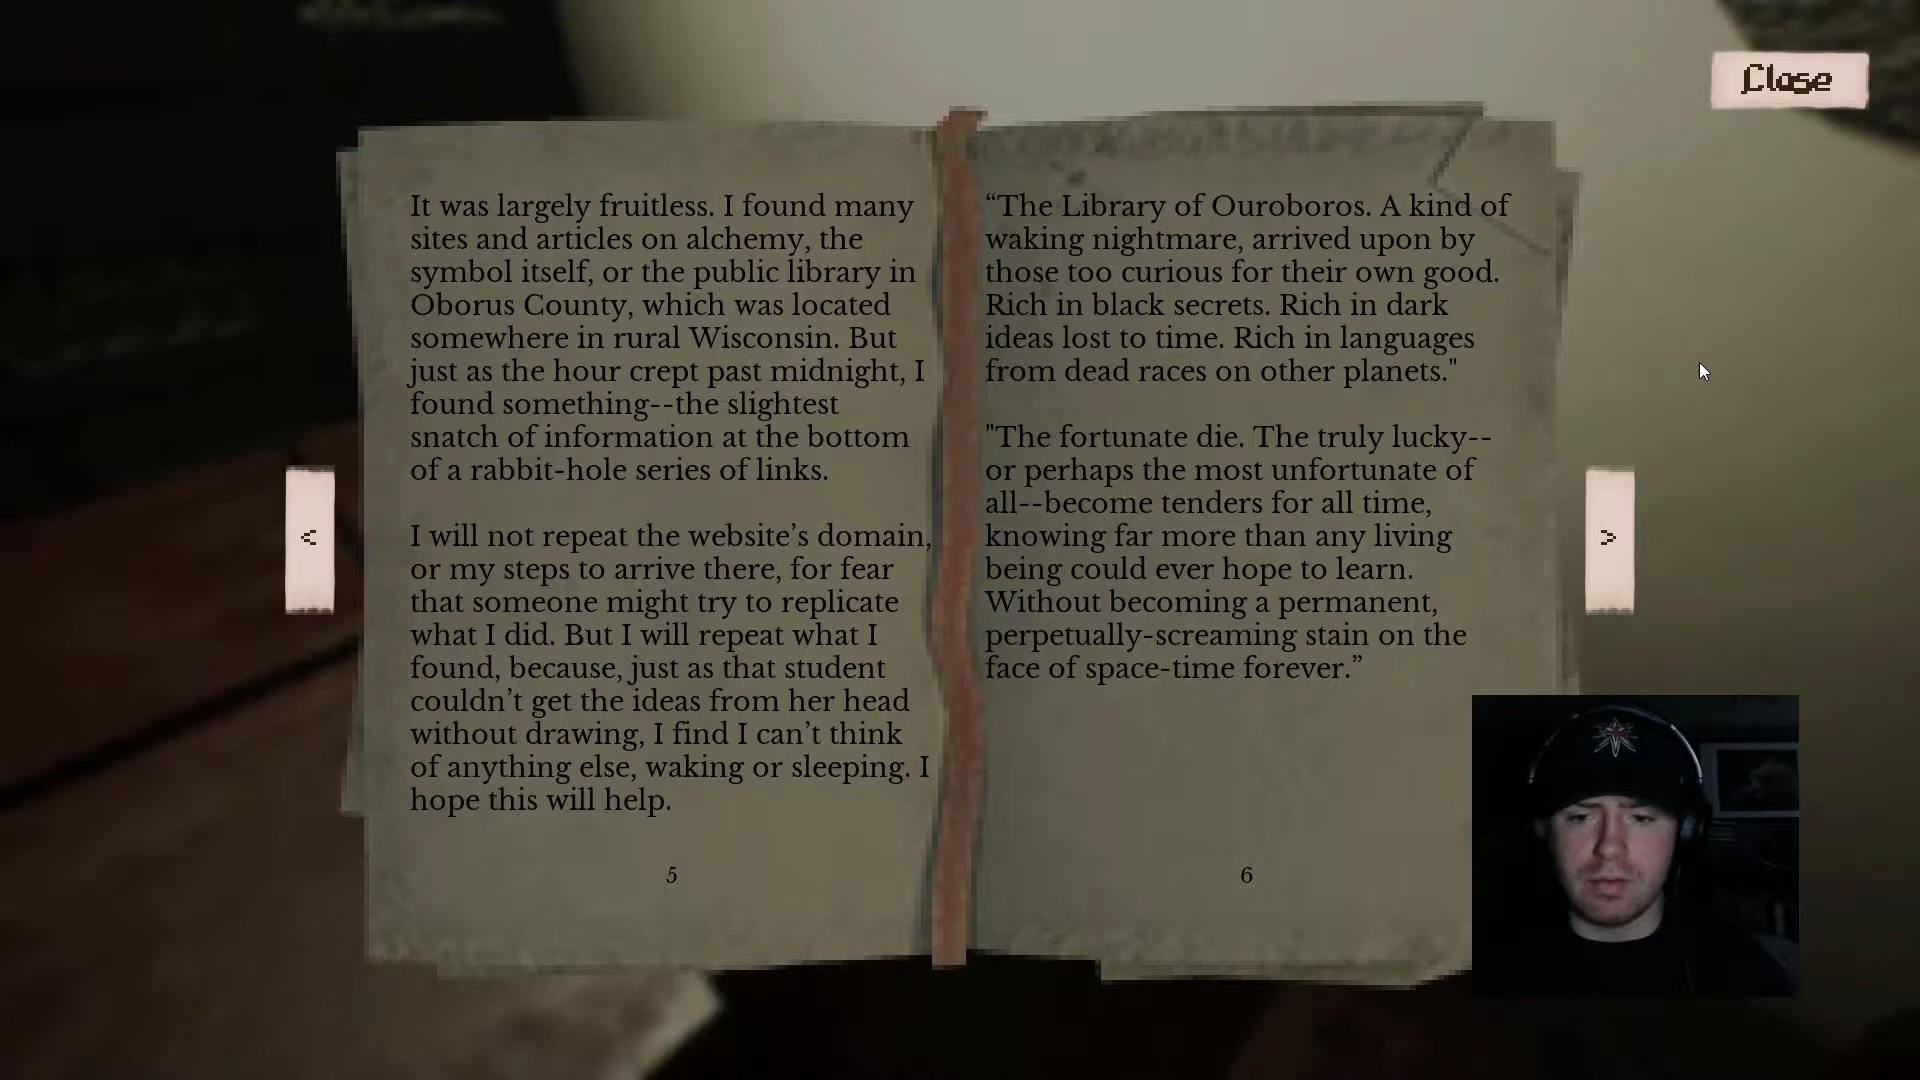 Close
It was largely fruitless. I found many
sites and articles on alchemy, the
symbol itself, or the public library in
Oborus County, which was located
somewhere in rural Wisconsin. But
just as the hour crept past midnight, I
found something--the slightest
snatch of information at the bottom
of a rabbit-hole series of links.
I will not repeat the website’s domain,
or my steps to arrive there, for fear
that someone might try to replicate
what I did. But I will repeat what I
found, because, just as that student
couldn’t get the ideas from her head
without drawing, I find I can’t think
of anything else, waking or sleeping. I
hope this will help.
5
“The Library of Ouroboros. A kind of
waking nightmare, arrived upon by
those too curious for their own good.
Rich in black secrets. Rich in dark
ideas lost to time. Rich in languages
from dead races on other planets."
"The fortunate die. The truly lucky--
or perhaps the most unfortunate of
all--become tenders for all time,
knowing far more than any living
being could ever hope to learn.
Without becoming a permanent,
perpetually-screaming stain on the
face of space-time forever.”
6
<
>